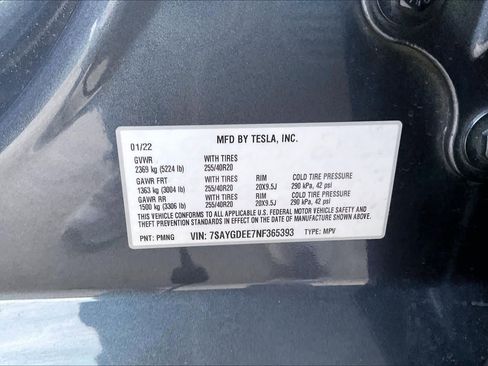 MFD BY TESLA, INC.
01/22
GVWR WITH TIRES
2369 kg (5224 lb) 255/40R20
GAWR FRT WITH TIRES RIM COLD TIRE PRESSURE
1363 kg (3004 lb) 255/40R20 20X9.5J 290 kPa, 42 psi
GAWR RR WITH TIRES RIM COLD TIRE PRESSURE
1500 kg (3306 lb) 255/40R20 20X9.5J 290 kPa, 42 psi
THIS VEHICLE CONFORMS TO ALL APPLICABLE U.S. FEDERAL MOTOR VEHICLE SAFETY AND
THEFT PREVENTION STANDARDS IN EFFECT ON THE DATE OF MANUFACTURE SHOWN ABOVE.
PNT: PMNG VIN: 7SAYGDEE7NF365393 TYPE: MPV